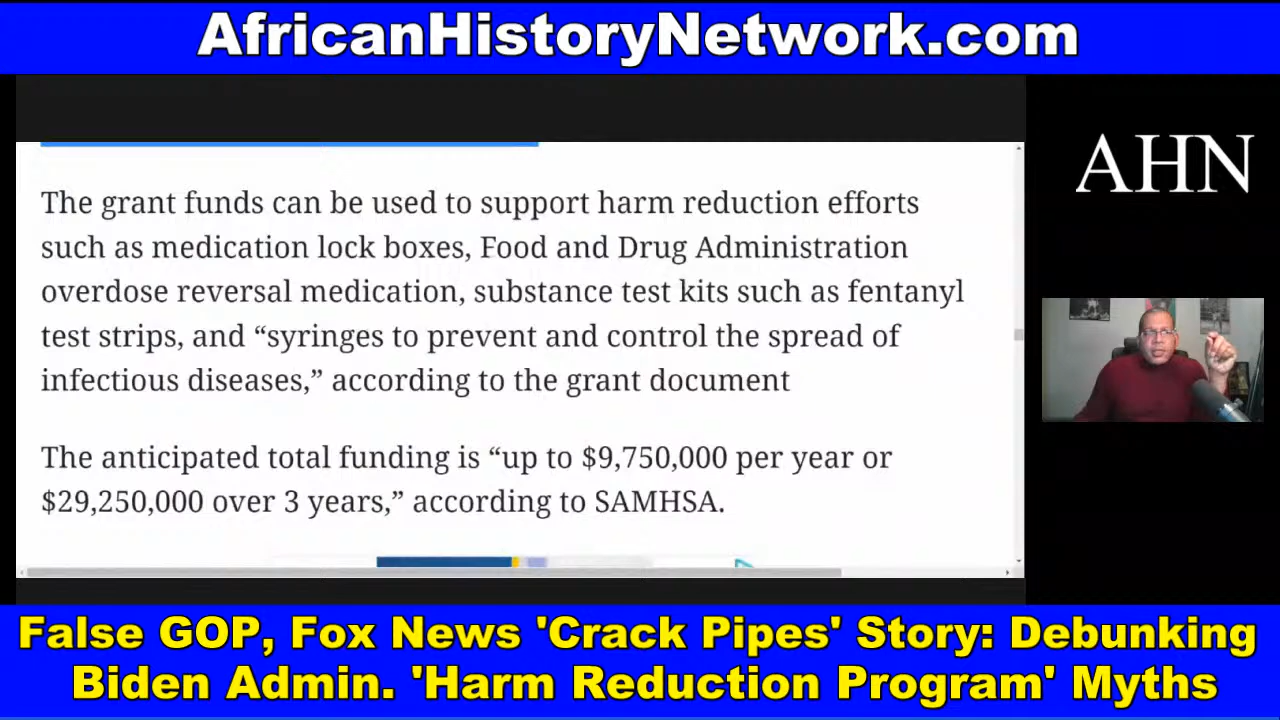 AfricanHistoryNetwork.com
AHN
The grant funds can be used to support harm reduction efforts
such as medication lock boxes, Food and Drug Administration
overdose reversal medication, substance test kits such as fentanyl
test strips, and “syringes to prevent and control the spread of
infectious diseases,” according to the grant document
The anticipated total funding is “up to $9,750,000 per year or
$29,250,000 over 3 years,” according to SAMHSA.
False GOP, Fox News 'Crack Pipes' Story: Debunking
Biden Admin. 'Harm Reduction Program' Myths